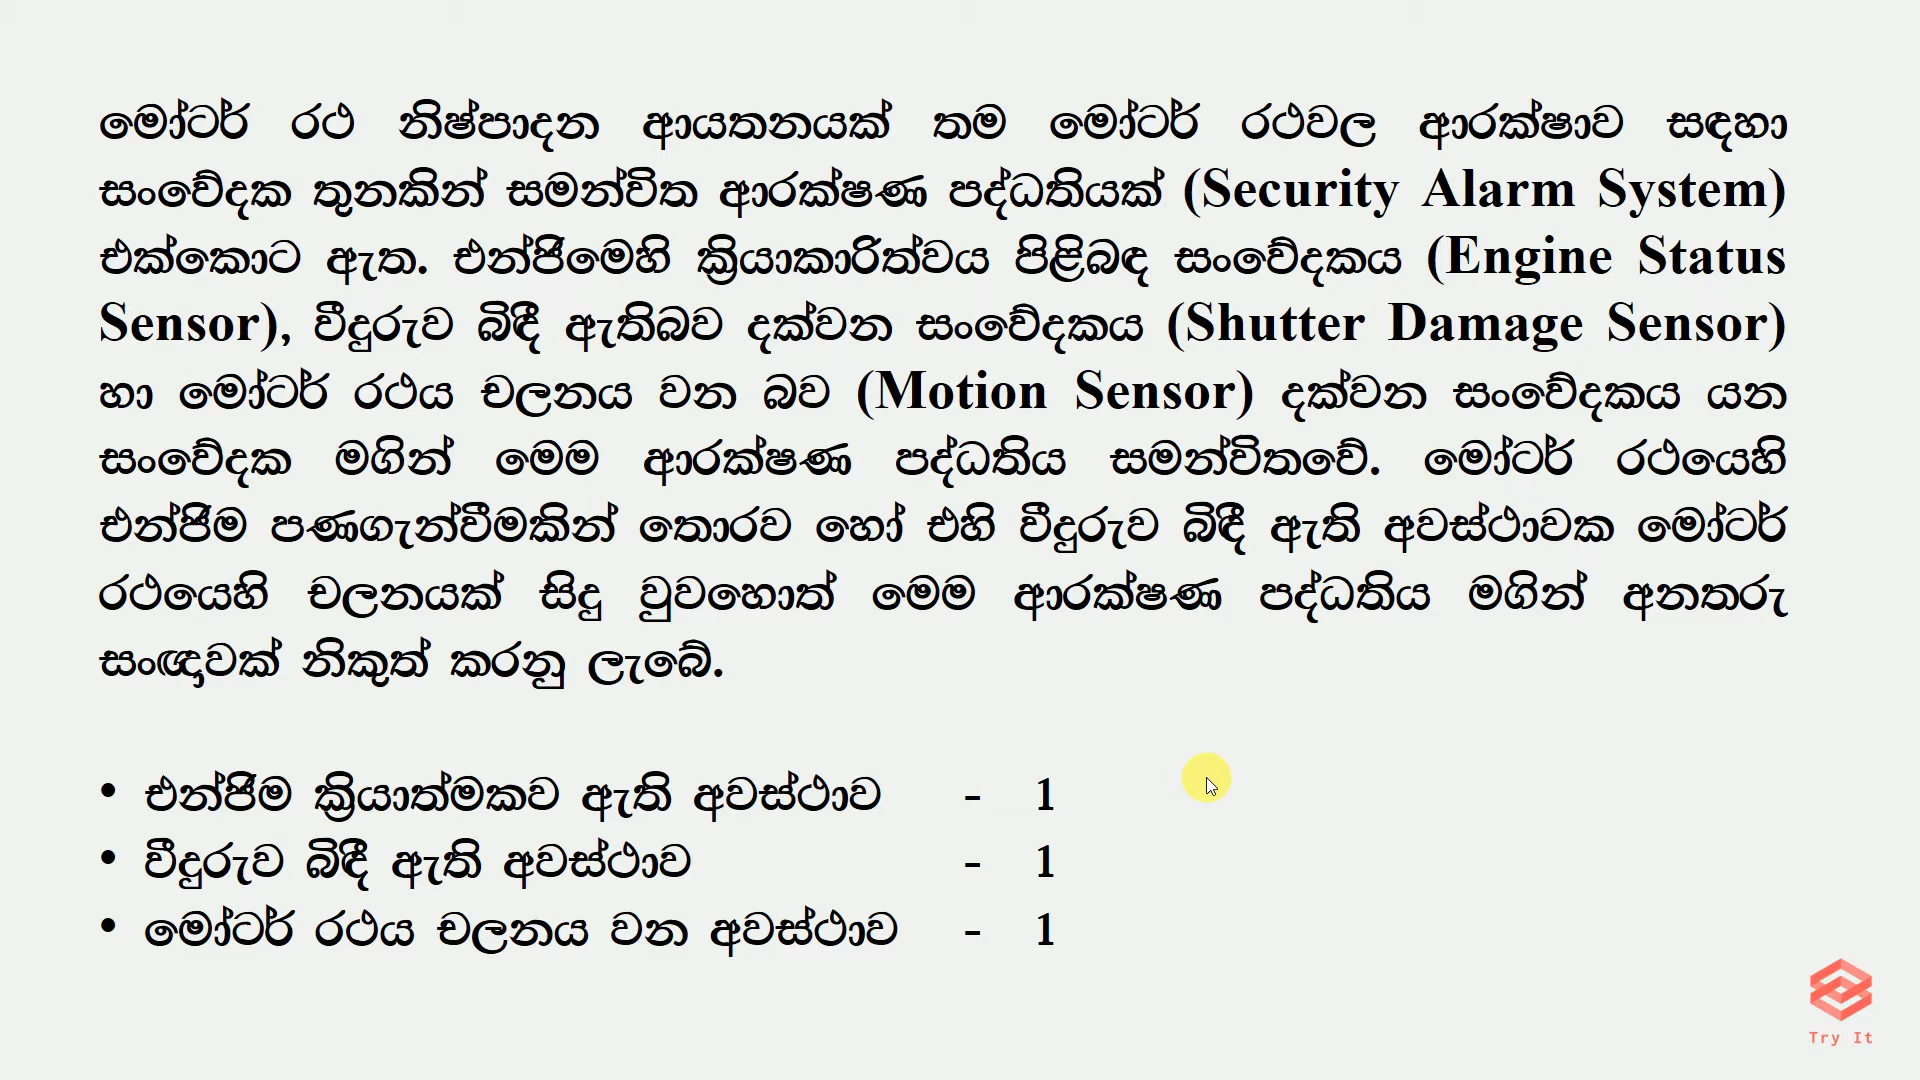 මෝටර් රථ නිෂ්පාදන ආයතනයක් තම මෝටර් රථවල ආරක්ෂාව සඳහා
සංවේදක තුනකින් සමන්විත ආරක්ෂණ පද්ධතියක් (Security Alarm System)
එක්කොට ඇත. එන්ජිමෙහි ක්‍රියාකාරිත්වය පිළිබඳ සංවේදකය (Engine Status
Sensor), වීදුරුව බිඳී ඇතිබව දක්වන සංවේදකය (Shutter Damage Sensor)
හා මෝටර් රථය චලනය වන බව (Motion Sensor) දක්වන සංවේදකය යන
සංවේදක මගින් මෙම ආරක්ෂණ පද්ධතිය සමන්විතවේ. මෝටර් රථයෙහි
එන්ජිම පණගැන්වීමකින් තොරව හෝ එහි වීදුරුව බිඳී ඇති අවස්ථාවක මෝටර්
රථයෙහි චලනයක් සිදු වුවහොත් මෙම ආරක්ෂණ පද්ධතිය මගින් අනතරු
සංඥාවක් නිකුත් කරනු ලැබේ.
• එන්ජිම ක්‍රියාත්මකව ඇති අවස්ථාව - 1
• වීදුරුව බිඳී ඇති අවස්ථාව - 1
• මෝටර් රථය චලනය වන අවස්ථාව - 1
Try It